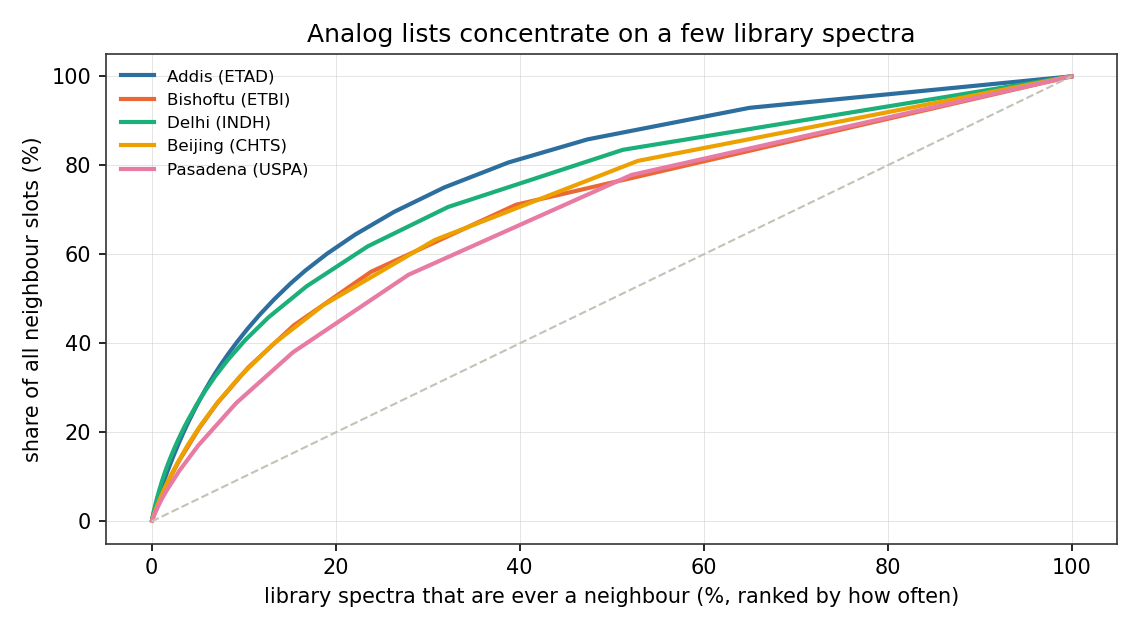 Analog lists concentrate on a few library spectra
share of all neighbour slots (%)
100
80
60
40
20
0
Addis (ETAD)
Bishoftu (ETBI)
Delhi (INDH)
Beijing (CHTS)
Pasadena (USPA)
0 20 40 60 80 100
library spectra that are ever a neighbour (%, ranked by how often)